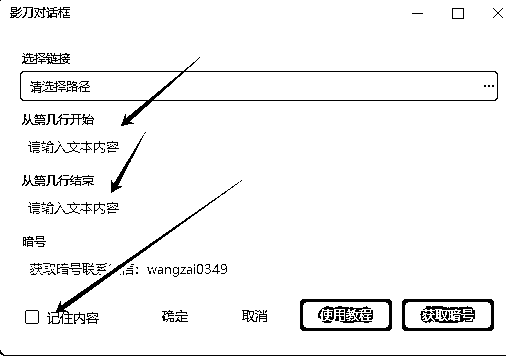 影刀对话框
选择链接
请选择路径 ...
从第几行开始
请输入文本内容
从第几行结束
请输入文本内容
暗号
获取暗号联系 信：wangzai0349
记住内容 确定 取消 使用教程 获取暗号